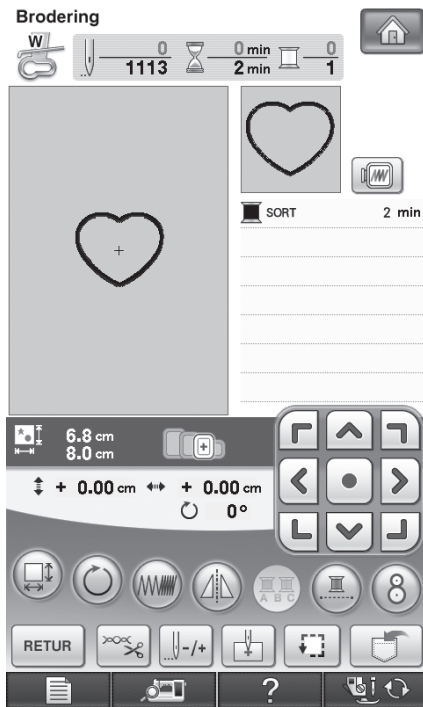 Brodering
W
0 0 min 0
1113 2 min 1
SORT 2 min
6.8 cm
8.0 cm
+ 0.00 cm + 0.00 cm
0°
A B C
8
RETUR -/+
?